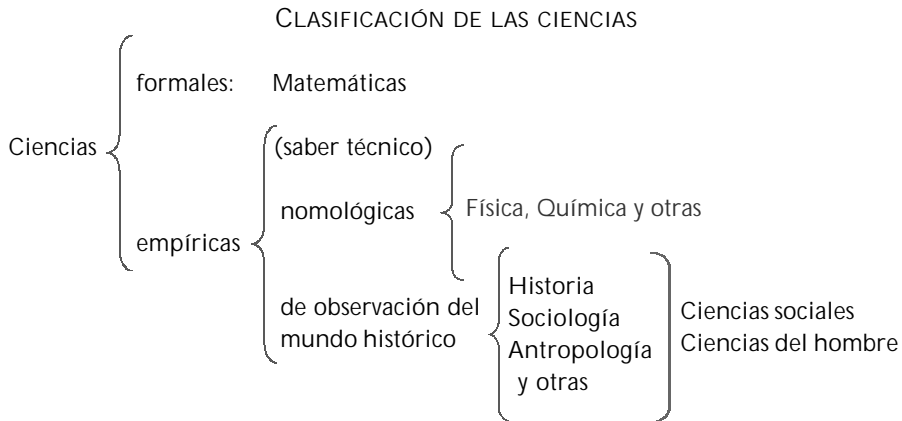 CLASIFICACIÓN DE LAS CIENCIAS
formales: Matemáticas
Ciencias
(saber técnico)
nomológicas
Física, Química y otras
empíricas
de observación del
mundo histórico
Historia
Sociología
Antropología
y otras
Ciencias sociales
Ciencias del hombre